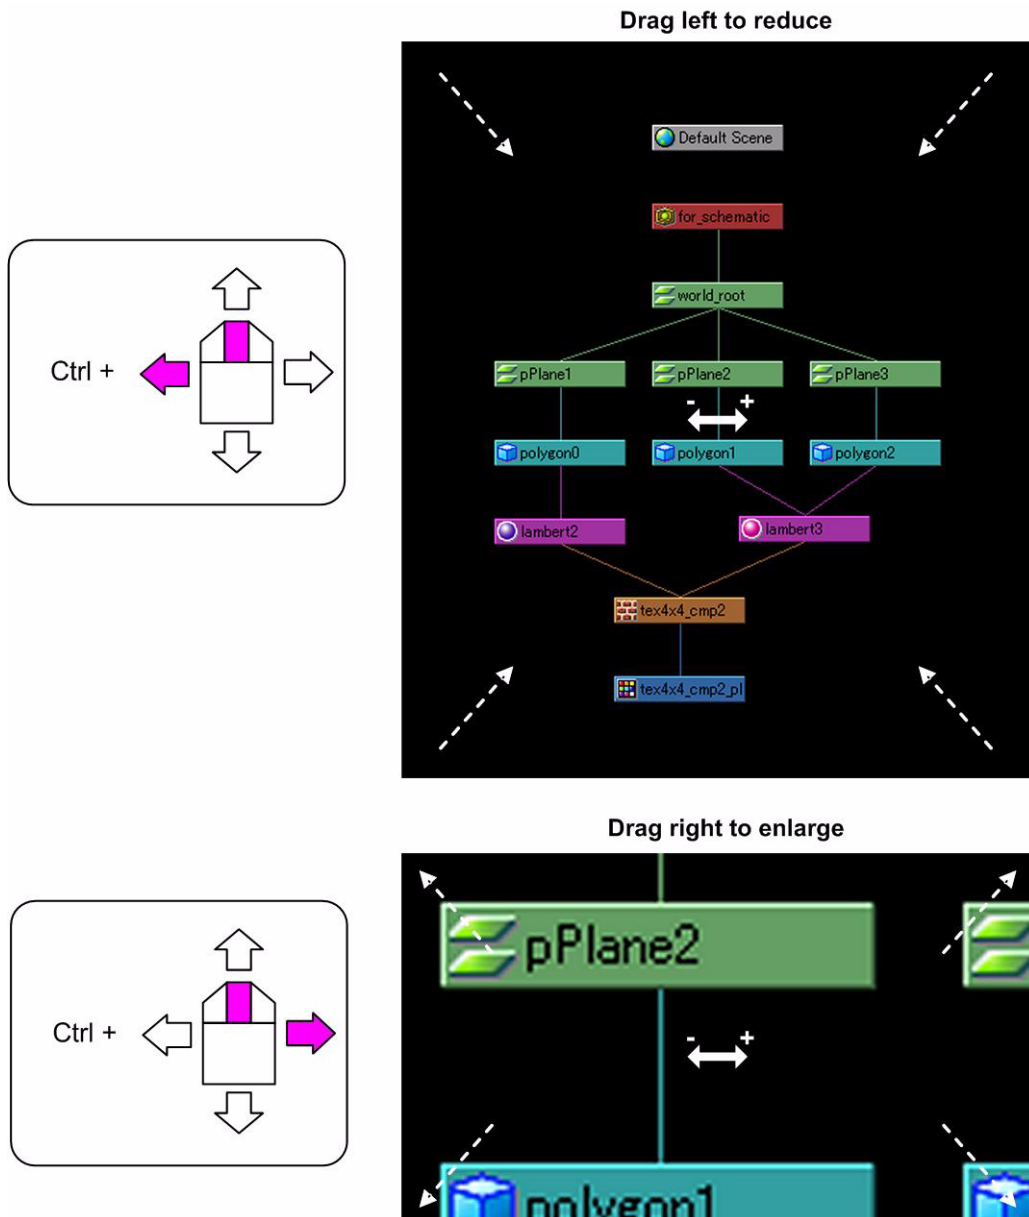 Drag left to reduce
Default Scene
for_schematic
world_root
Ctrl +
pPlane1 pPlane2 pPlane3
- +
polygon0 polygon1 polygon2
lambert2 lambert3
tex4x4_cmp2
tex4x4_cmp2_pl
Drag right to enlarge
pPlane2
Ctrl +
- +
polygon1